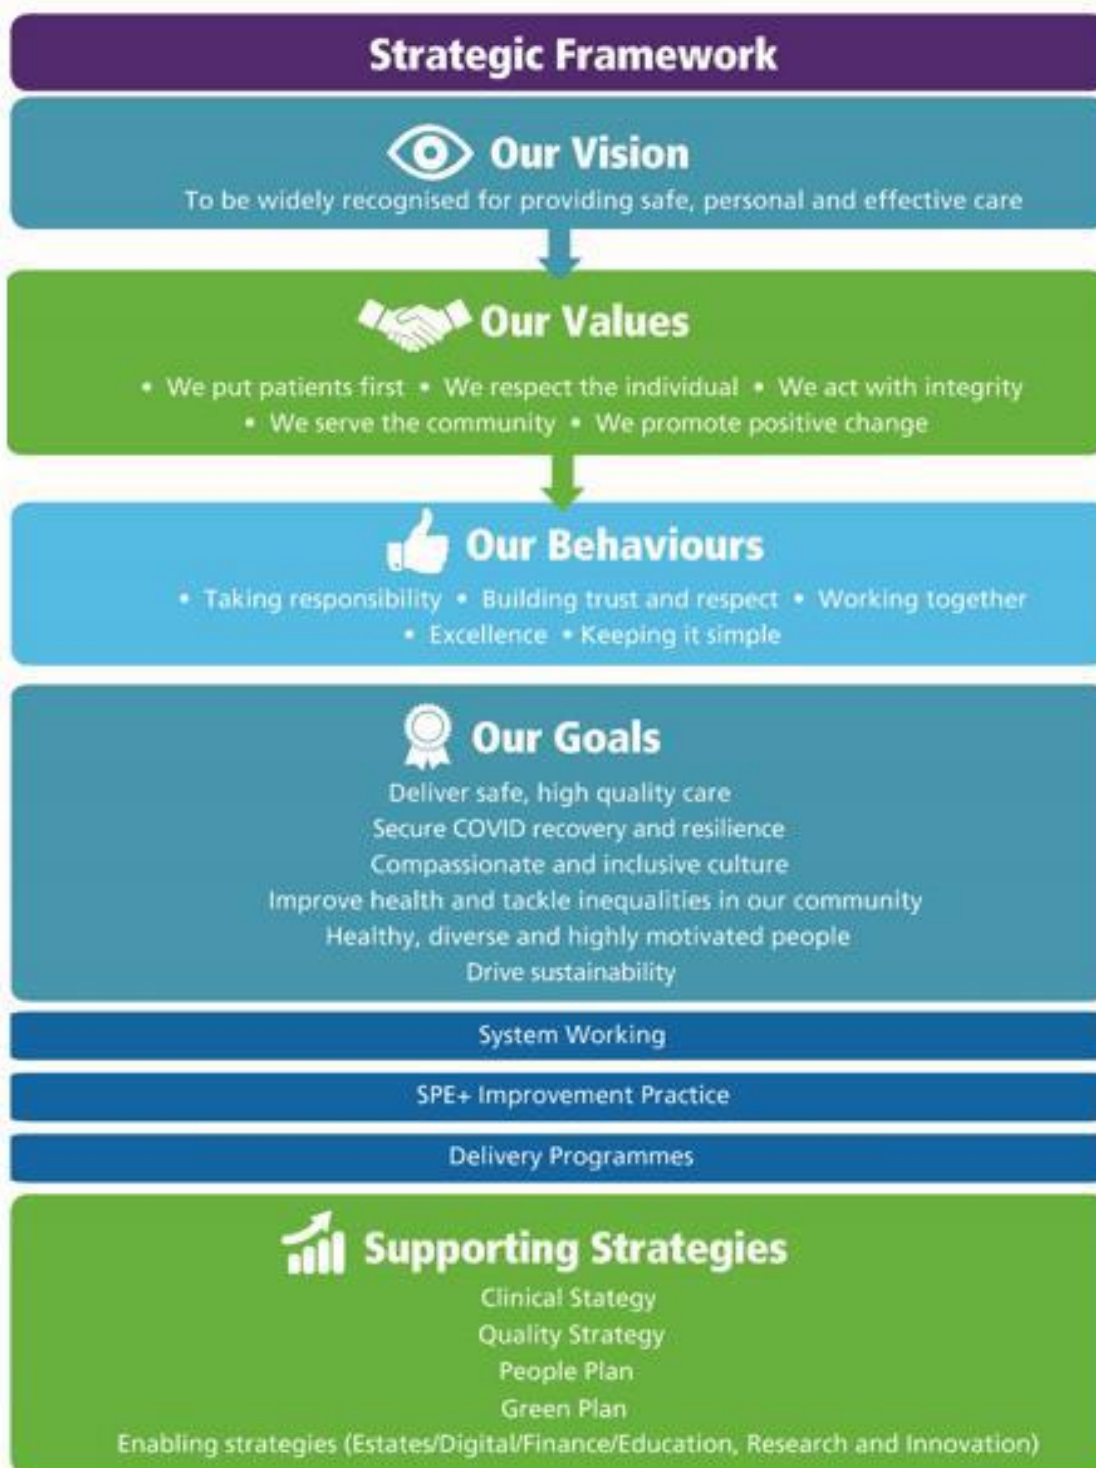 Strategic Framework
Our Vision
To be widely recognised for providing safe, personal and effective care
Our Values
• We put patients first • We respect the individual • We act with integrity
• We serve the community • We promote positive change
Our Behaviours
• Taking responsibility • Building trust and respect • Working together
• Excellence • Keeping it simple
Our Goals
Deliver safe, high quality care
Secure COVID recovery and resilience
Compassionate and inclusive culture
Improve health and tackle inequalities in our community
Healthy, diverse and highly motivated people
Drive sustainability
System Working
SPE+ Improvement Practice
Delivery Programmes
Supporting Strategies
Clinical Stategy
Quality Strategy
People Plan
Green Plan
Enabling strategies (Estates/Digital/Finance/Education, Research and Innovation)